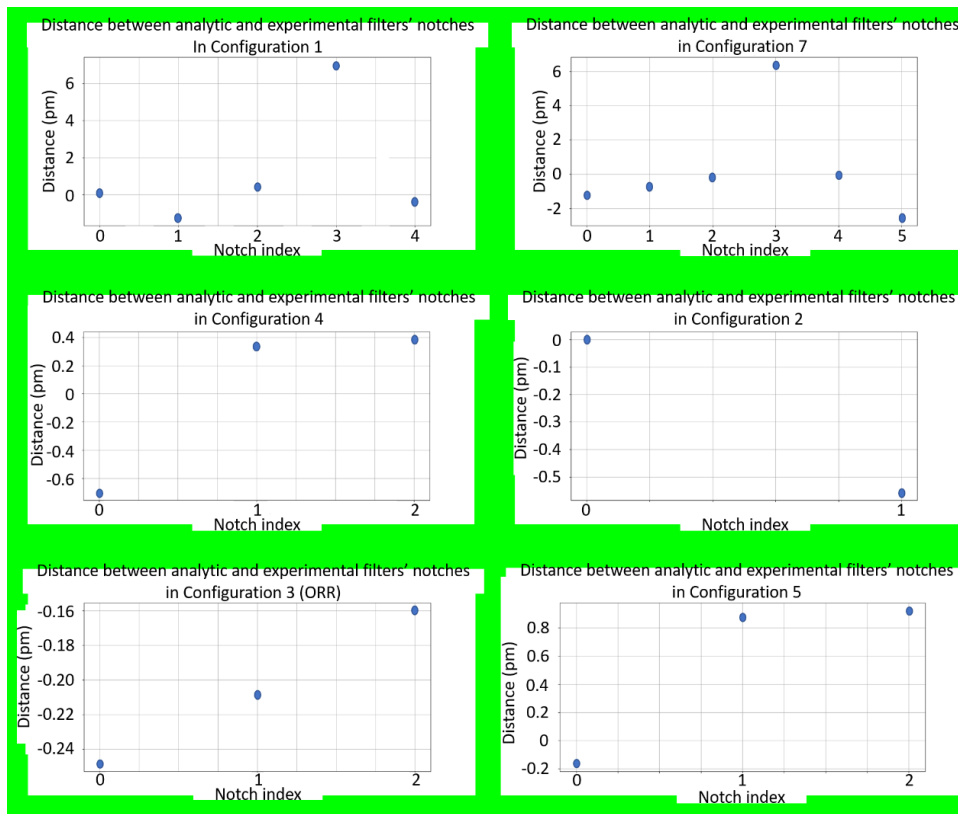 Distance between analytic and experimental filters' notches
In Configuration 1
Distance (pm)
6
4
2
0
0 1 2 3 4
Notch index
Distance between analytic and experimental filters' notches
in Configuration 7
Distance (pm)
6
4
2
0
-2
0 1 2 3 4 5
Notch index
Distance between analytic and experimental filters' notches
in Configuration 4
Distance (pm)
0.4
0.2
0
-0.2
-0.4
-0.6
0 1 2
Notch index
Distance between analytic and experimental filters' notches
in Configuration 2
Distance (pm)
0
-0.1
-0.2
-0.3
-0.4
-0.5
0 1
Notch index
Distance between analytic and experimental filters' notches
in Configuration 3 (ORR)
Distance (pm)
-0.16
-0.18
-0.20
-0.22
-0.24
0 1 2
Notch index
Distance between analytic and experimental filters' notches
in Configuration 5
Distance (pm)
0.8
0.6
0.4
0.2
0
-0.2
0 1 2
Notch index